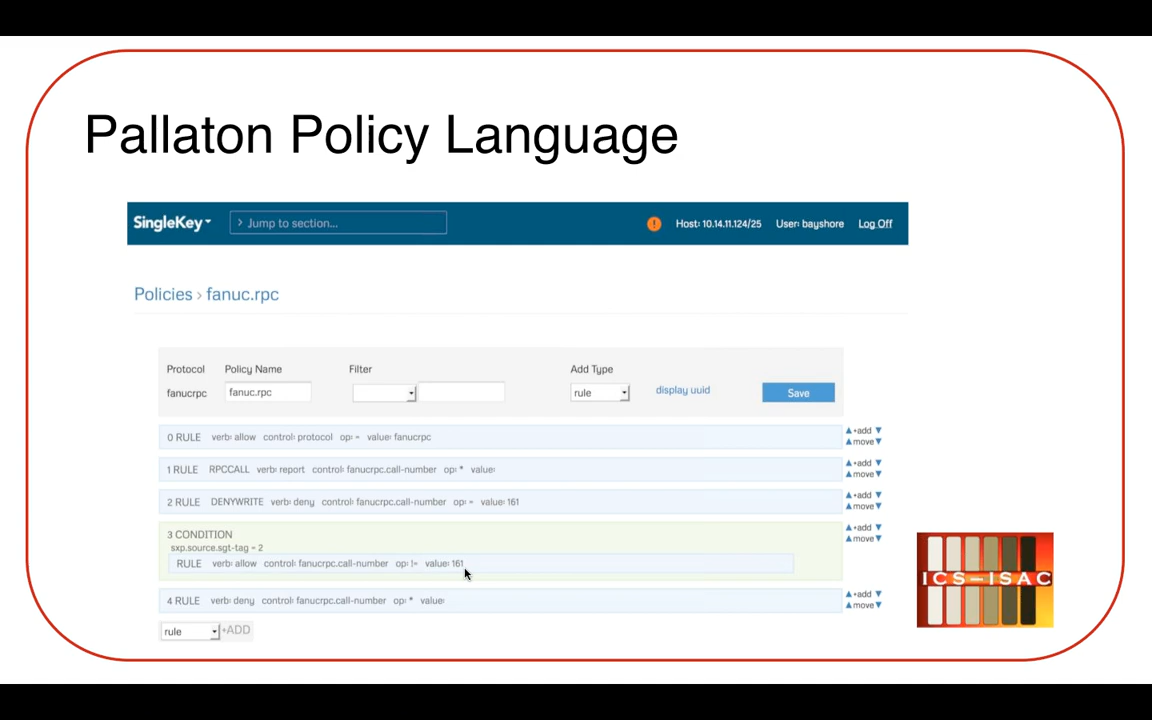 Pallaton Policy Language
SingleKey
> Jump to section...
! Host: 10.14.11.124/25 User: bayshore Log Off
Policies > fanuc.rpc
Protocol Policy Name Filter Add Type
fanucrpc fanuc.rpc rule display uuid Save
0 RULE verb: allow control: protocol op: = value: fanucrpc
▲+add ▼
▲move▼
1 RULE RPCCALL verb: report control: fanucrpc.call-number op: * value:
▲+add ▼
▲move▼
2 RULE DENYWRITE verb: deny control: fanucrpc.call-number op: = value: 161
▲+add ▼
▲move▼
3 CONDITION
sxp.source.sgt-tag = 2
RULE verb: allow control: fanucrpc.call-number op: != value: 161
▲+add ▼
▲move▼
4 RULE verb: deny control: fanucrpc.call-number op: * value:
▲+add ▼
▲move▼
rule +ADD
ICS-ISAC